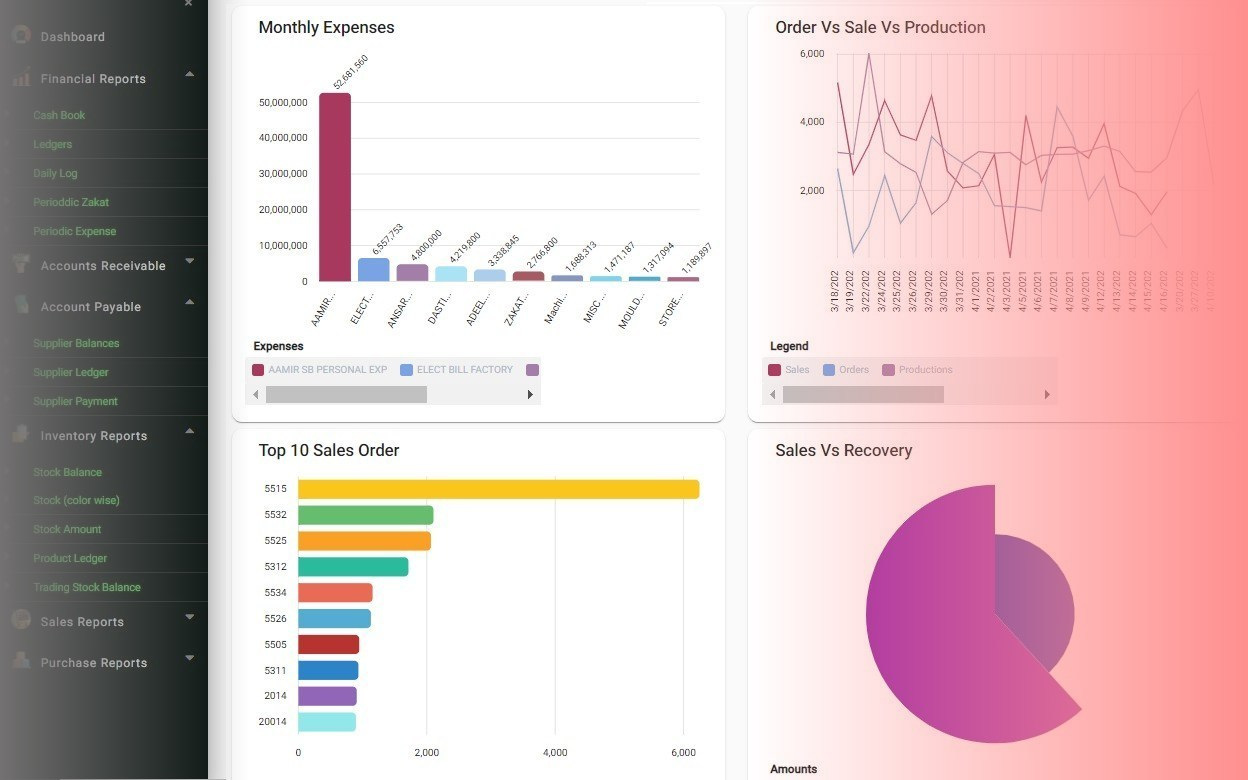 Dashboard
Financial Reports
Cash Book
Ledgers
Daily Log
Perioddic Zakat
Periodic Expense
Accounts Receivable
Account Payable
Supplier Balances
Supplier Ledger
Supplier Payment
Inventory Reports
Stock Balance
Stock (color wise)
Stock Amount
Product Ledger
Trading Stock Balance
Sales Reports
Purchase Reports
Monthly Expenses
50,000,000
40,000,000
30,000,000
20,000,000
10,000,000
0
52,681,560
6,557,753
4,800,000
4,219,800
3,338,845
2,766,800
1,688,313
1,471,187
1,317,094
1,189,897
AAMIR...
ELECT...
ANSAR...
DASTI...
ADEEL...
ZAKAT...
Machi...
MISC ...
MOULD...
STORE...
Expenses
AAMIR SB PERSONAL EXP ELECT BILL FACTORY
Order Vs Sale Vs Production
6,000
4,000
2,000
3/18/202
3/19/202
3/22/202
3/24/202
3/25/202
3/26/202
3/29/202
3/30/202
3/31/202
4/1/2021
4/2/2021
4/3/2021
4/5/2021
4/6/2021
4/7/2021
4/8/2021
4/9/2021
4/12/202
4/13/202
4/14/202
4/15/202
4/16/202
3/20/202
3/27/202
4/10/202
Legend
Sales Orders Productions
Top 10 Sales Order
5515
5532
5525
5312
5534
5526
5505
5311
2014
20014
0 2,000 4,000 6,000
Sales Vs Recovery
Amounts